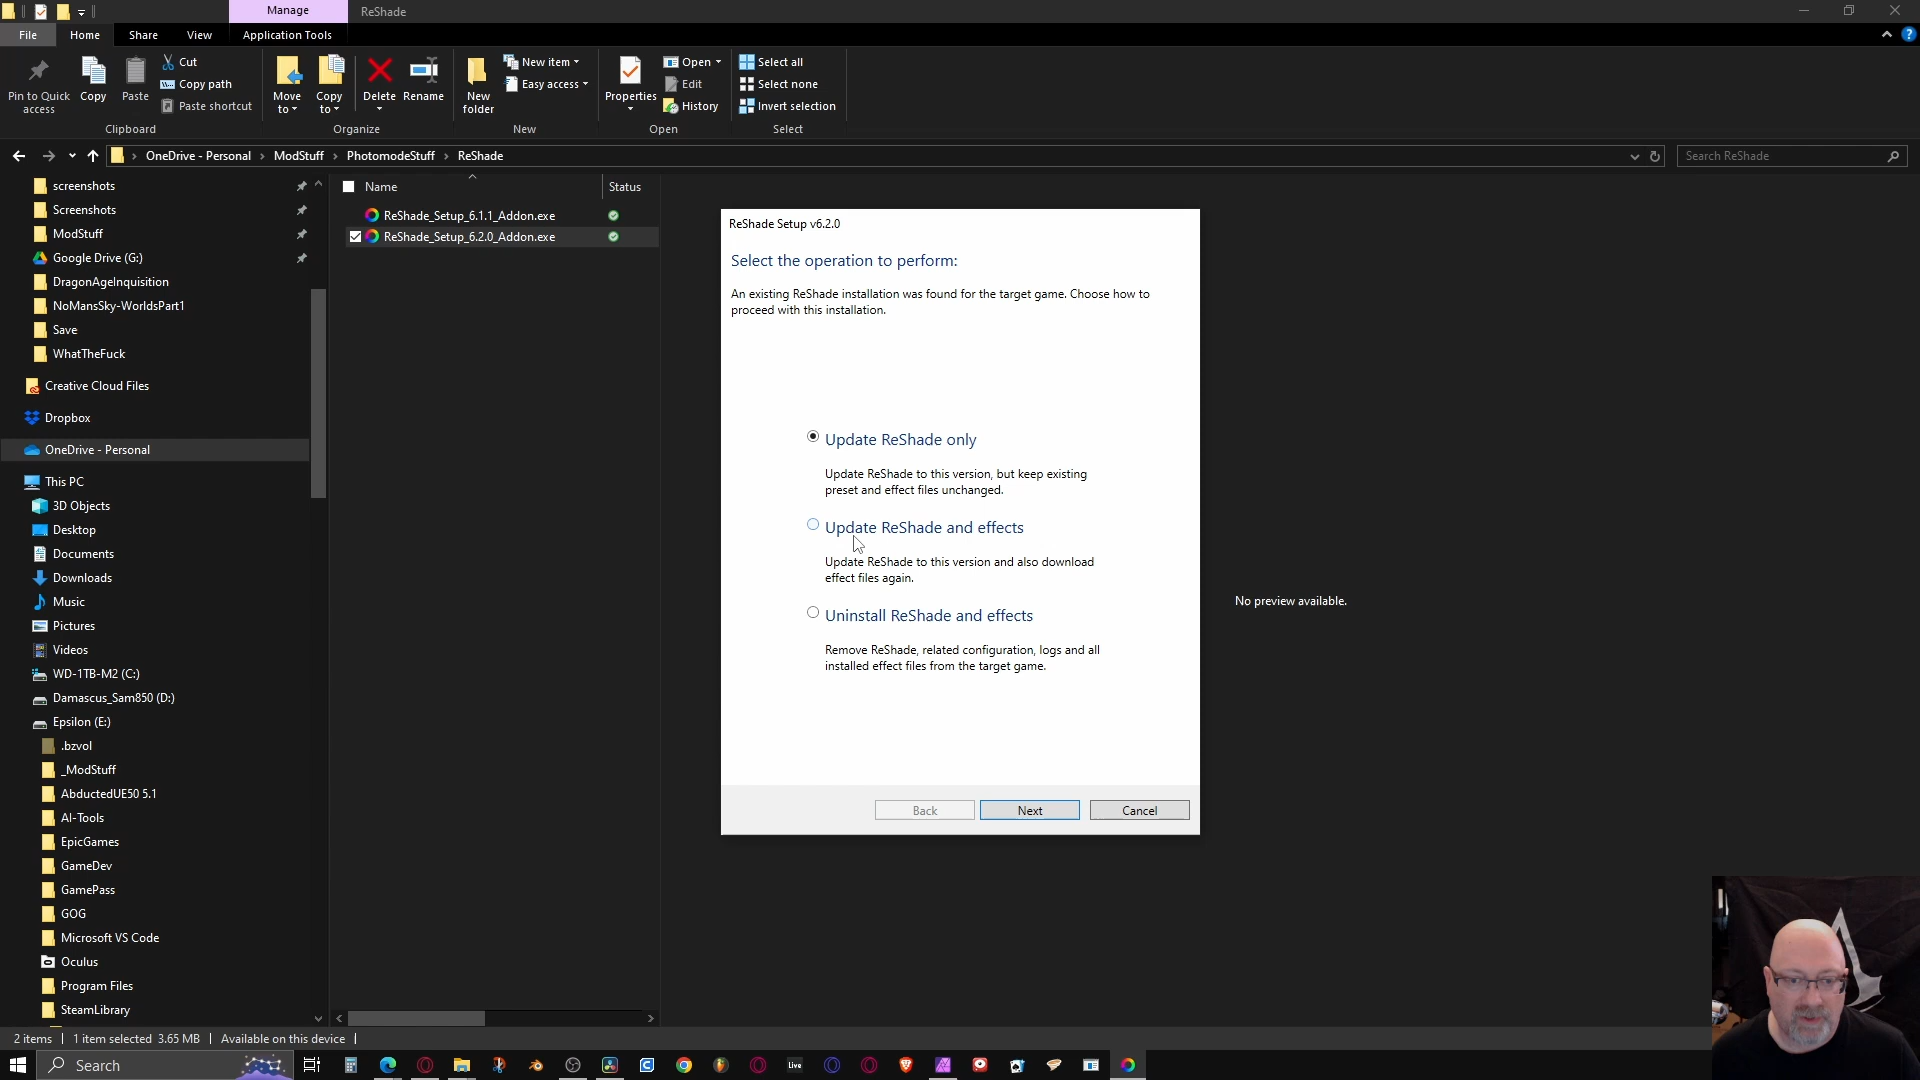 Manage
ReShade
File
Home
Share
View
Application Tools
Pin to Quick
access
Copy
Paste
Cut
Copy path
Paste shortcut
Clipboard
Move
to
Copy
to
Delete
Rename
Organize
New
folder
New item
Easy access
New
Properties
Open
Edit
History
Open
Select all
Select none
Invert selection
Select
OneDrive - Personal
ModStuff
PhotomodeStuff
ReShade
Search ReShade
screenshots
Screenshots
ModStuff
Google Drive (G:)
DragonAgeInquisition
NoMansSky-WorldsPart1
Save
WhatTheFuck
Creative Cloud Files
Dropbox
OneDrive - Personal
This PC
3D Objects
Desktop
Documents
Downloads
Music
Pictures
Videos
WD-1TB-M2 (C:)
Damascus_Sam850 (D:)
Epsilon (E:)
.bzvol
_ModStuff
AbductedUE50 5.1
AI-Tools
EpicGames
GameDev
GamePass
GOG
Microsoft VS Code
Oculus
Program Files
SteamLibrary
Name
Status
ReShade_Setup_6.1.1_Addon.exe
ReShade_Setup_6.2.0_Addon.exe
ReShade Setup v6.2.0
Select the operation to perform:
An existing ReShade installation was found for the target game. Choose how to
proceed with this installation.
Update ReShade only
Update ReShade to this version, but keep existing
preset and effect files unchanged.
Update ReShade and effects
Update ReShade to this version and also download
effect files again.
Uninstall ReShade and effects
Remove ReShade, related configuration, logs and all
installed effect files from the target game.
Back
Next
Cancel
No preview available.
2 items
1 item selected 3.65 MB
Available on this device
Search
Live